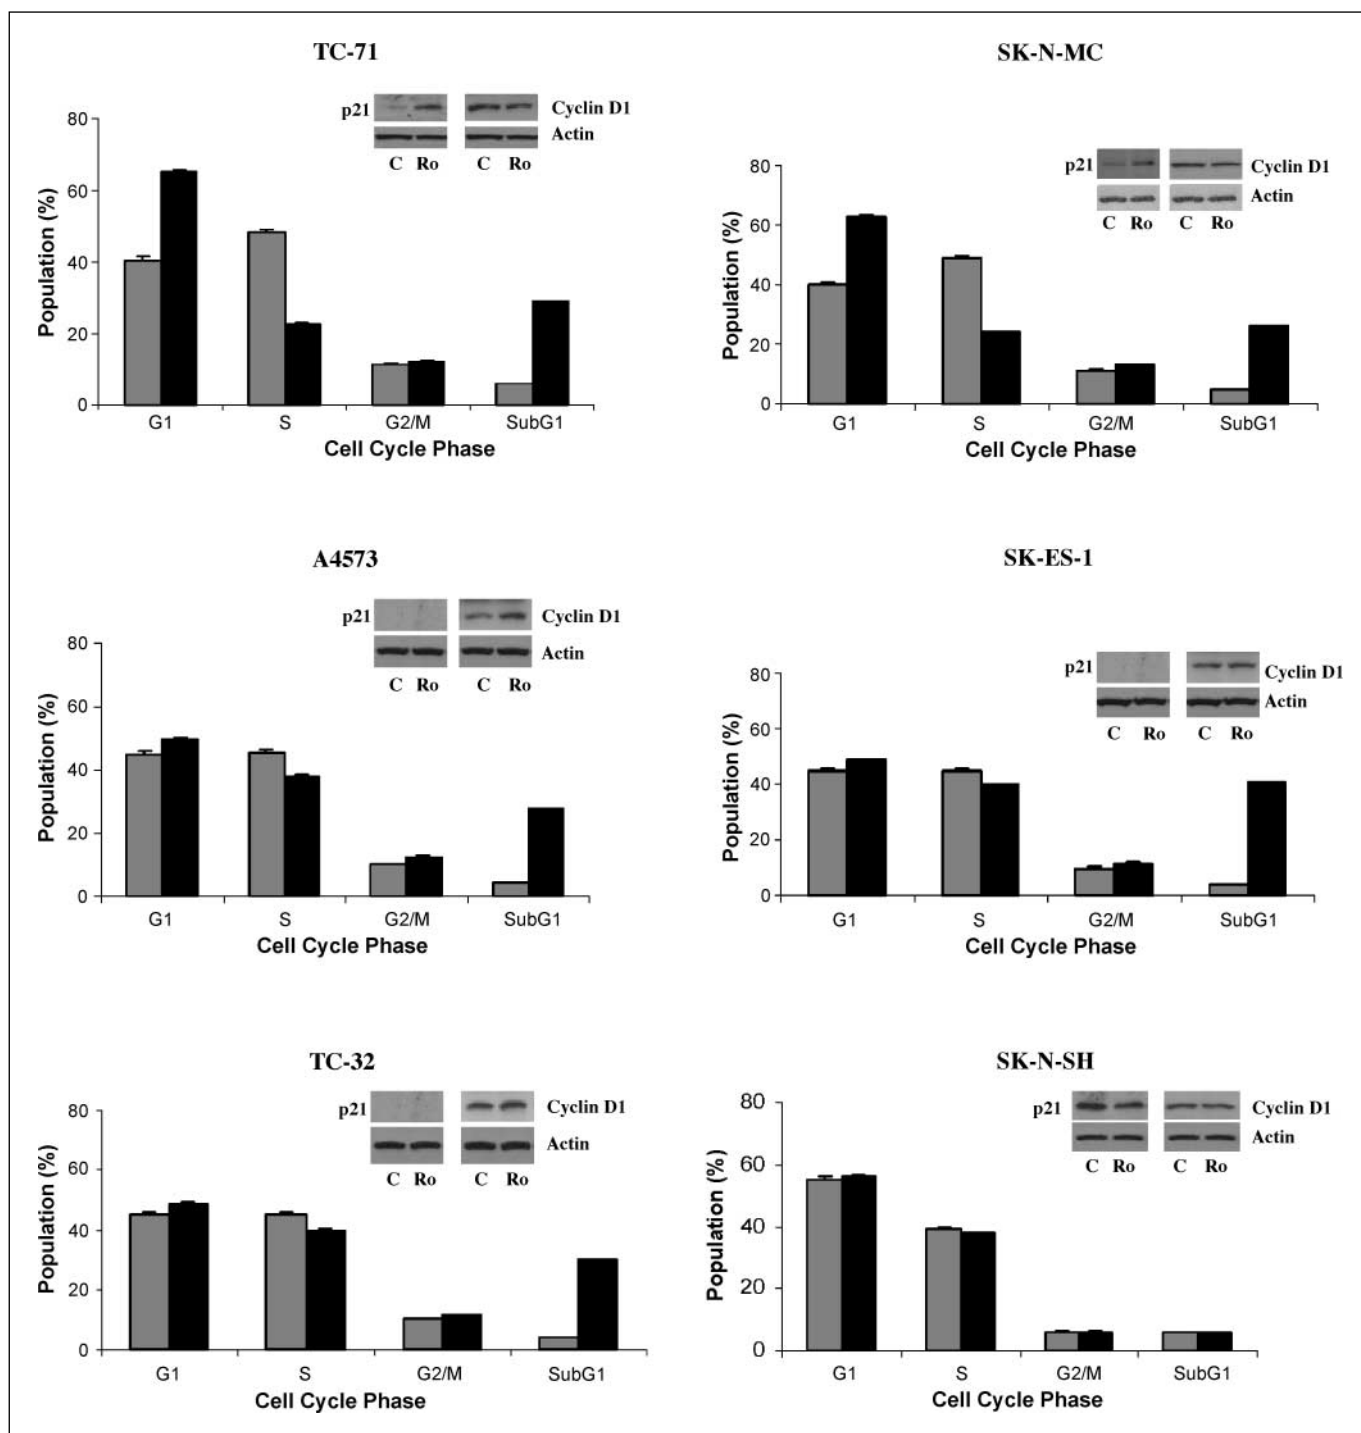 TC-71
p21
Cyclin D1
Actin
C Ro C Ro
Population (%)
80
60
40
20
0
G1 S G2/M SubG1
Cell Cycle Phase
SK-N-MC
p21
Cyclin D1
Actin
C Ro C Ro
Population (%)
80
60
40
20
0
G1 S G2/M SubG1
Cell Cycle Phase
A4573
p21
Cyclin D1
Actin
C Ro C Ro
Population (%)
80
60
40
20
0
G1 S G2/M SubG1
Cell Cycle Phase
SK-ES-1
p21
Cyclin D1
Actin
C Ro C Ro
Population (%)
80
60
40
20
0
G1 S G2/M SubG1
Cell Cycle Phase
TC-32
p21
Cyclin D1
Actin
C Ro C Ro
Population (%)
80
60
40
20
0
G1 S G2/M SubG1
Cell Cycle Phase
SK-N-SH
p21
Cyclin D1
Actin
C Ro C Ro
Population (%)
80
60
40
20
0
G1 S G2/M SubG1
Cell Cycle Phase